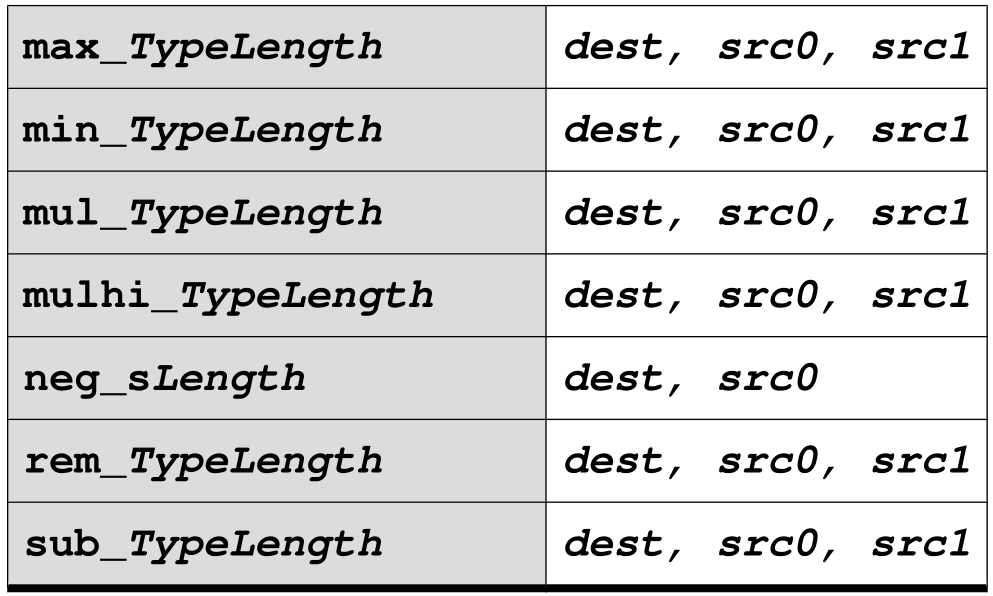 max_TypeLength dest, src0, src1
min_TypeLength dest, src0, src1
mul_TypeLength dest, src0, src1
mulhi_TypeLength dest, src0, src1
neg_sLength dest, src0
rem_TypeLength dest, src0, src1
sub_TypeLength dest, src0, src1